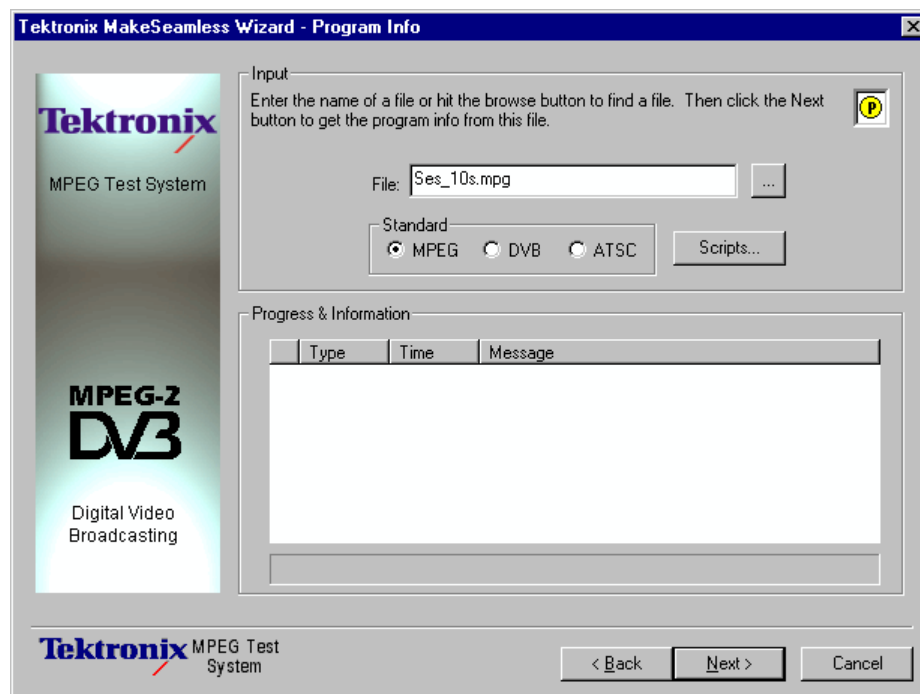 Tektronix MakeSeamless Wizard - Program Info
Tektronix
MPEG Test System
MPEG-2
DVB
Digital Video
Broadcasting
Input
Enter the name of a file or hit the browse button to find a file. Then click the Next
button to get the program info from this file.
P
File: Ses_10s.mpg ...
Standard
MPEG DVB ATSC
Scripts...
Progress & Information
Type Time Message
Tektronix MPEG Test
System
< Back Next > Cancel